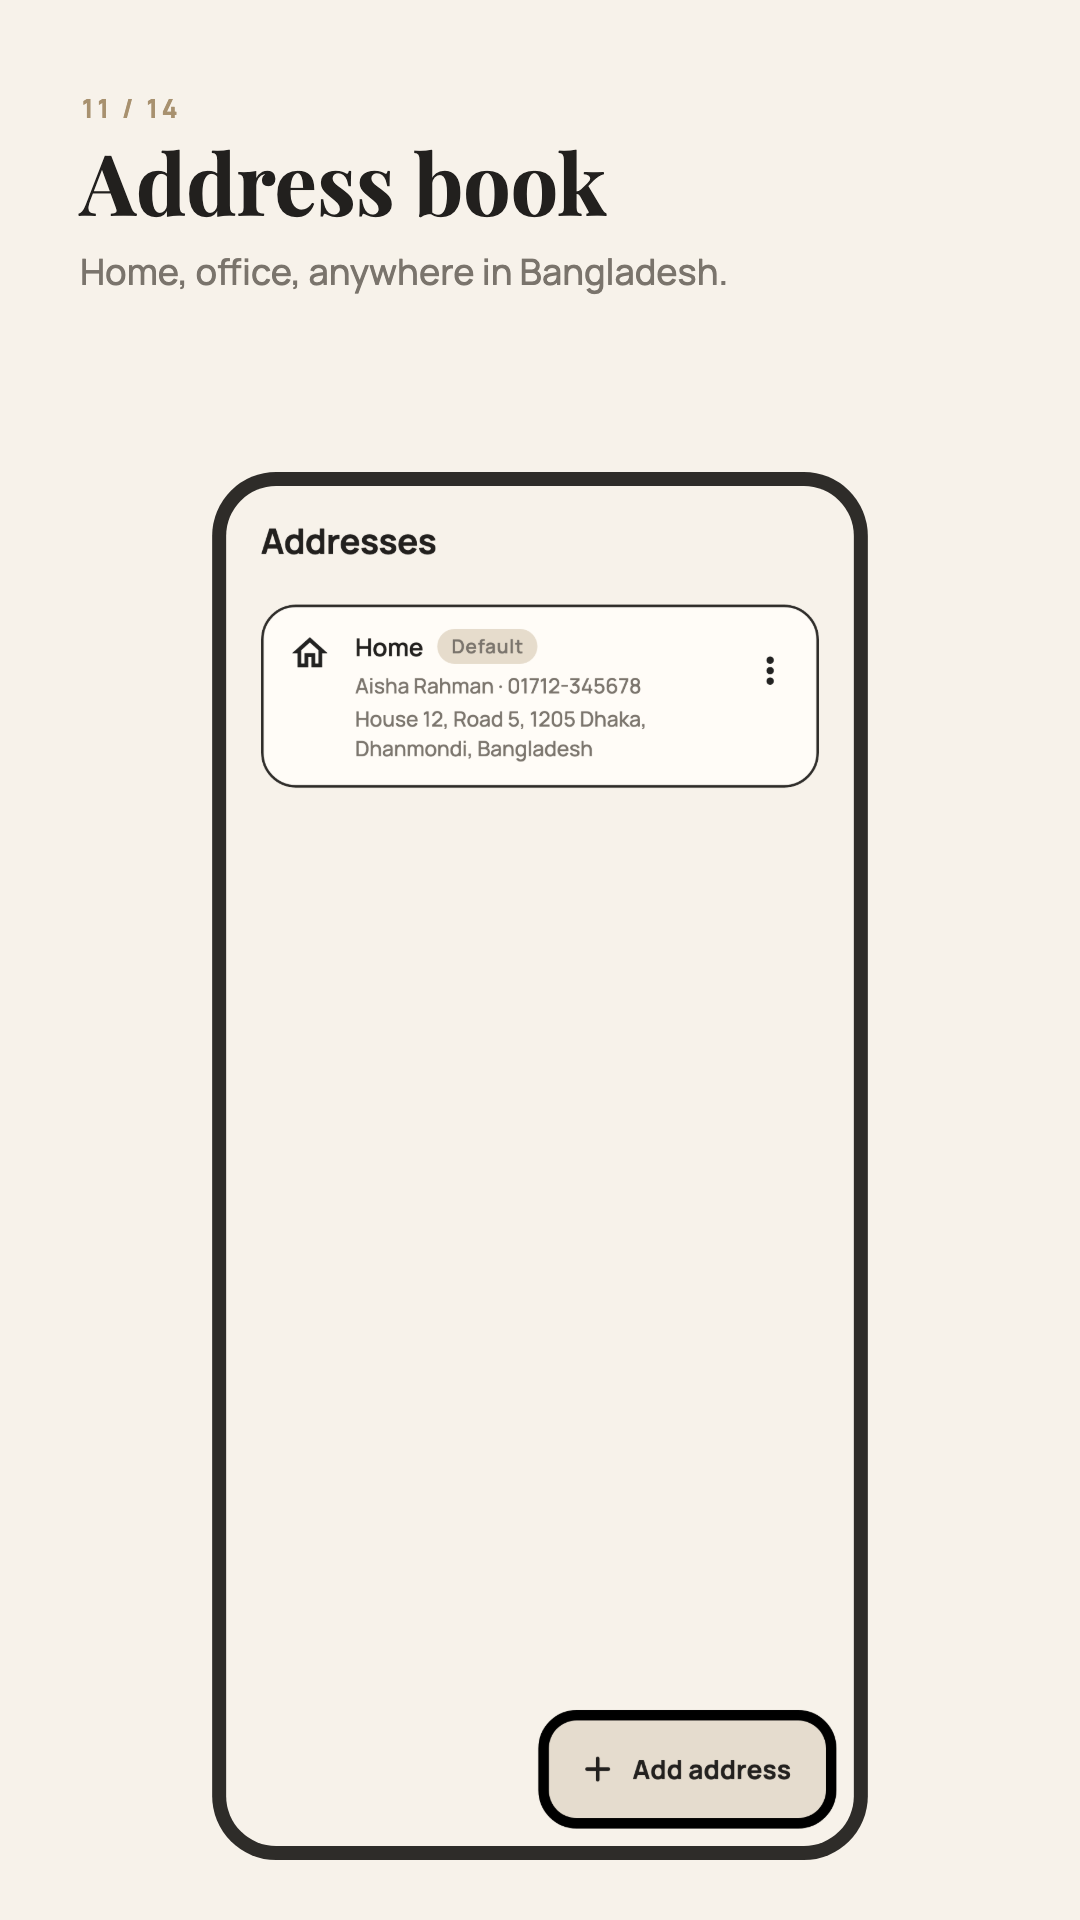 11 / 14
Address book
Home, office, anywhere in Bangladesh.
Addresses
Home Default
Aisha Rahman · 01712-345678
House 12, Road 5, 1205 Dhaka,
Dhanmondi, Bangladesh
Add address